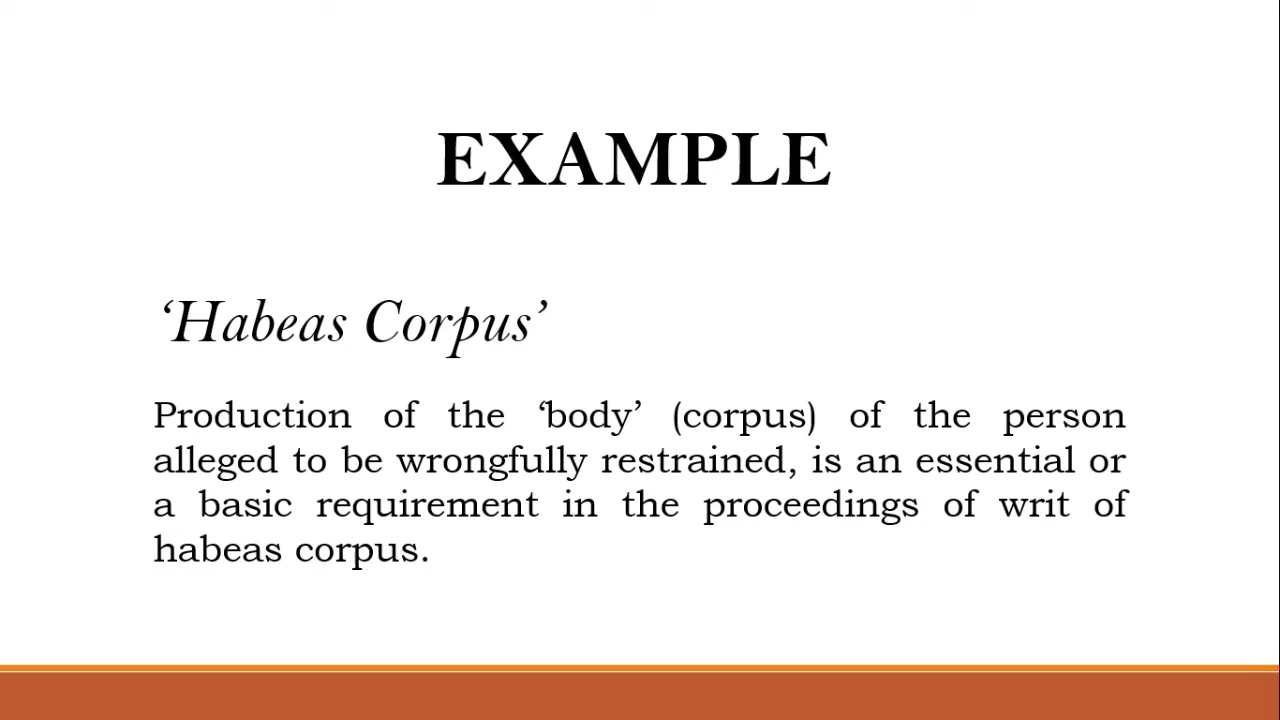 EXAMPLE
‘Habeas Corpus’
Production of the ‘body’ (corpus) of the person
alleged to be wrongfully restrained, is an essential or
a basic requirement in the proceedings of writ of
habeas corpus.